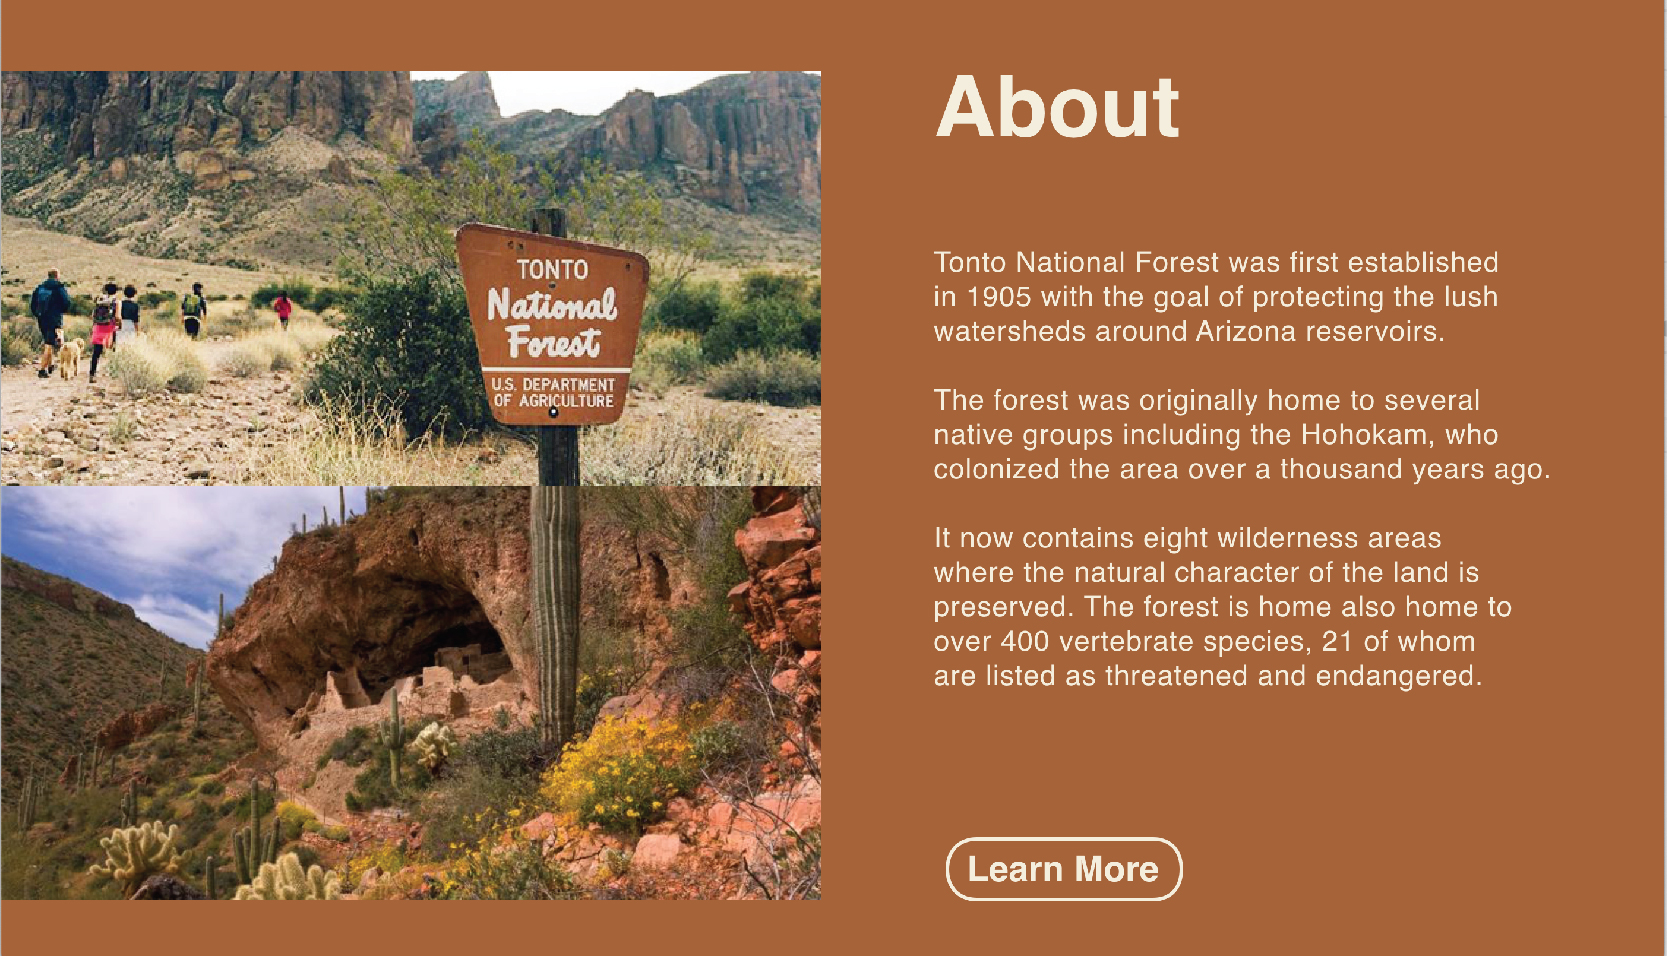 TONTO
National
Forest
U.S. DEPARTMENT
OF AGRICULTURE
About
Tonto National Forest was first established
in 1905 with the goal of protecting the lush
watersheds around Arizona reservoirs.
The forest was originally home to several
native groups including the Hohokam, who
colonized the area over a thousand years ago.
It now contains eight wilderness areas
where the natural character of the land is
preserved. The forest is home also home to
over 400 vertebrate species, 21 of whom
are listed as threatened and endangered.
Learn More